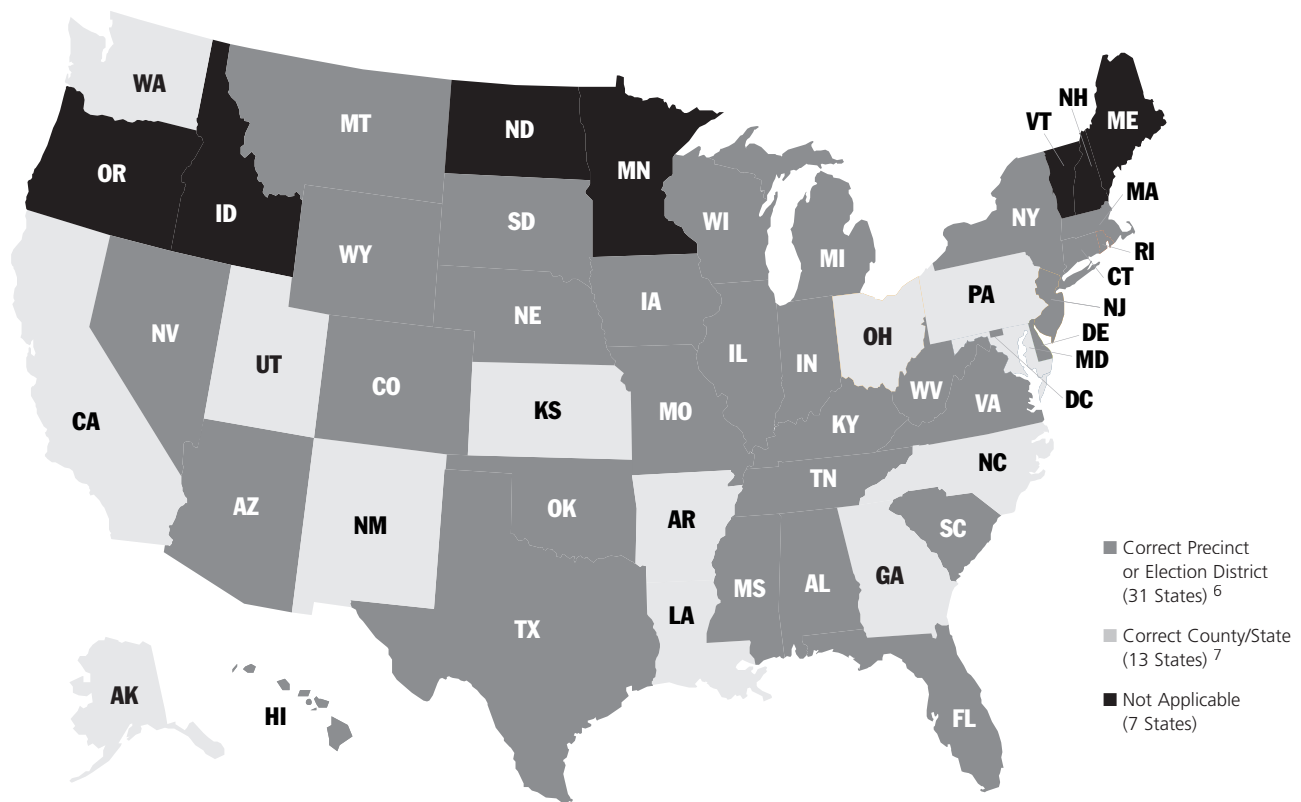 WA
MT
ND
MN
OR
ID
SD
WI
WY
MI
NY
VT
NH
ME
MA
RI
CT
NJ
DE
MD
DC
PA
IA
NE
NV
UT
CO
IL
IN
OH
CA
KS
MO
WV
VA
KY
NC
TN
AZ
NM
OK
AR
SC
MS
AL
GA
LA
TX
AK
HI
FL
Correct Precinct
or Election District
(31 States) 6
Correct County/State
(13 States) 7
Not Applicable
(7 States)